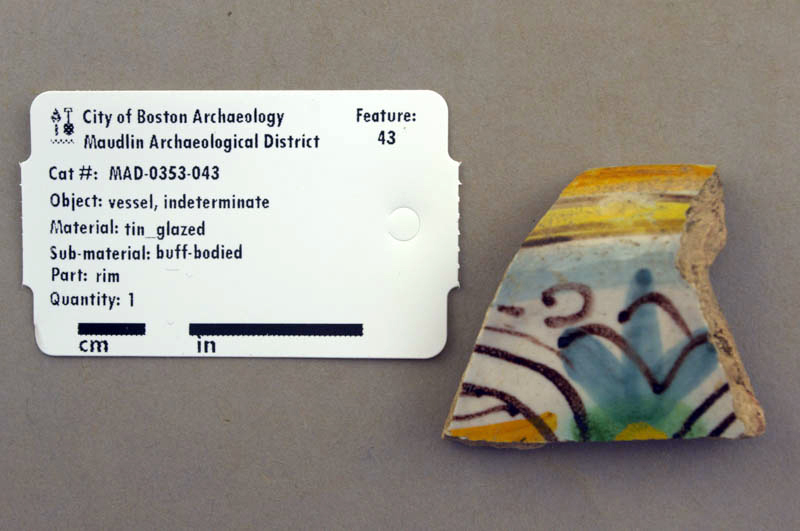 City of Boston Archaeology
Maudlin Archaeological District
Feature:
43
Cat #: MAD-0353-043
Object: vessel, indeterminate
Material: tin_glazed
Sub-material: buff-bodied
Part: rim
Quantity: 1
cm in